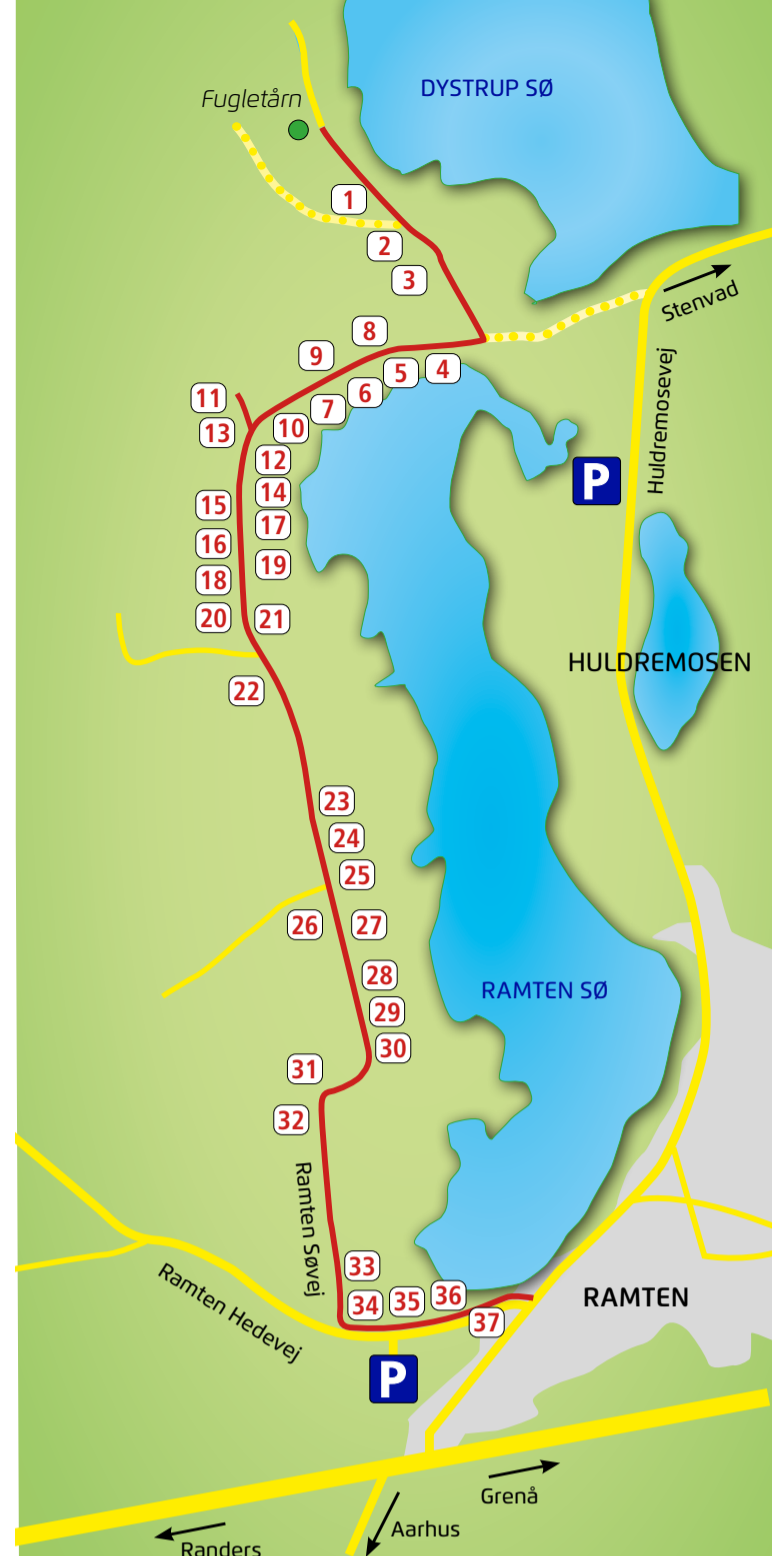 DYSTRUP SØ
Fugletårn
1
2
3
Stenvad
8
9
4
5
6
7
Huldremosevej
11
10
13
12
P
14
15
17
16
19
18
20
21
HULDREMOSEN
22
23
24
25
26
27
28
RAMTEN SØ
29
30
31
32
Ramten Søvej
33
Ramten Hedevej
34
35
36
RAMTEN
37
P
Grenå
Aarhus
Randers